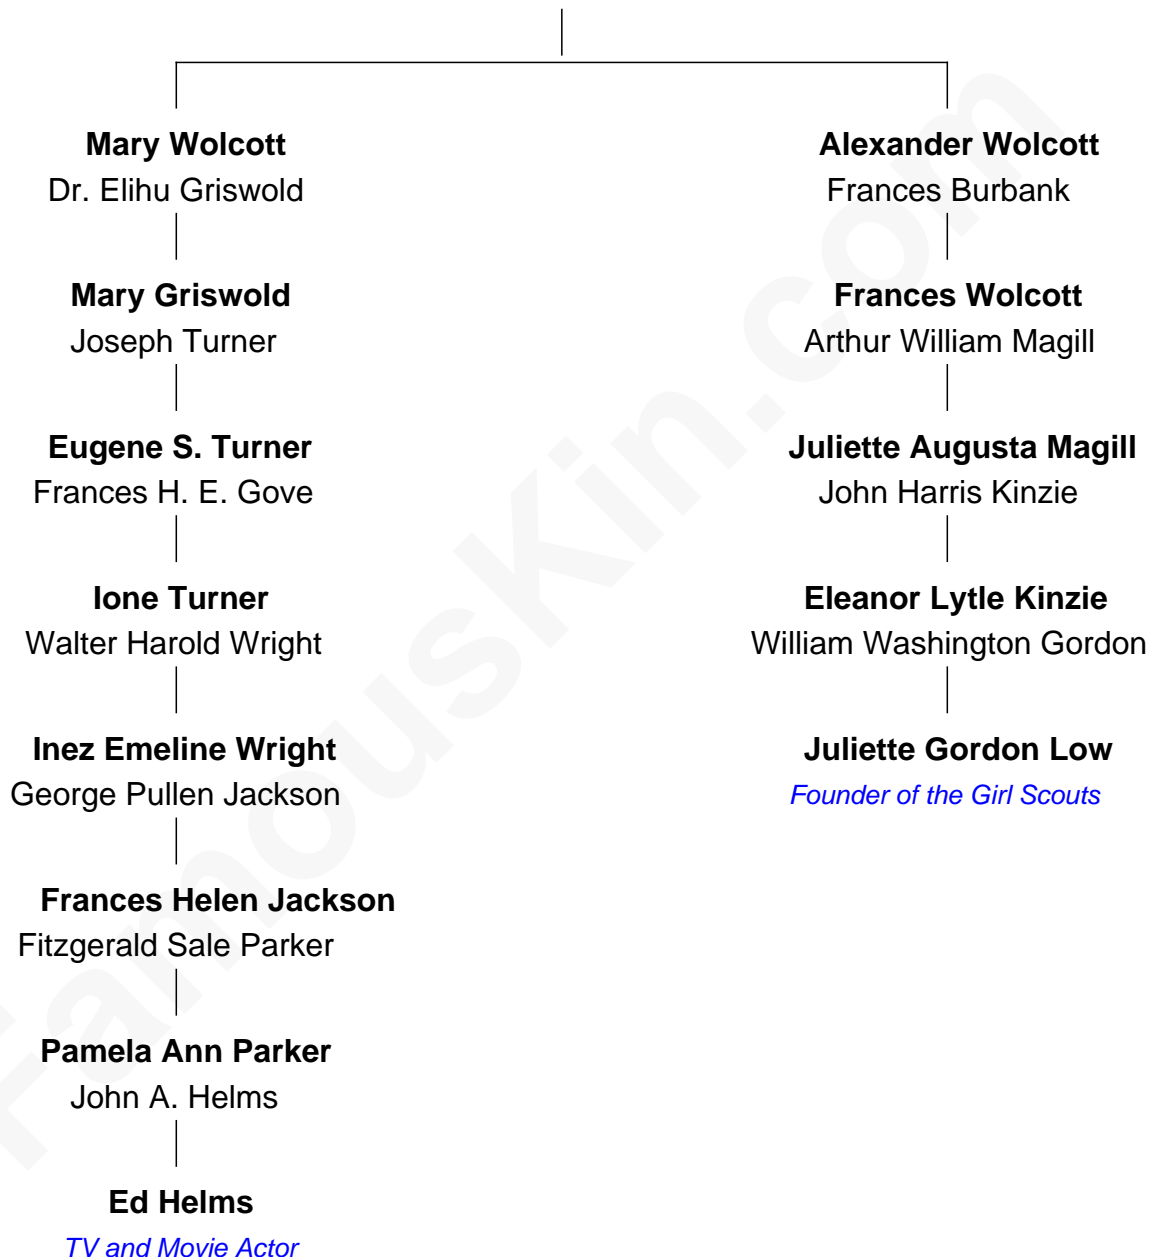 Mary Wolcott
Dr. Elihu Griswold
Mary Griswold
Joseph Turner
Eugene S. Turner
Frances H. E. Gove
Ione Turner
Walter Harold Wright
Inez Emeline Wright
George Pullen Jackson
Frances Helen Jackson
Fitzgerald Sale Parker
Pamela Ann Parker
John A. Helms
Ed Helms
TV and Movie Actor
Alexander Wolcott
Frances Burbank
Frances Wolcott
Arthur William Magill
Juliette Augusta Magill
John Harris Kinzie
Eleanor Lytle Kinzie
William Washington Gordon
Juliette Gordon Low
Founder of the Girl Scouts
FamousKin.com